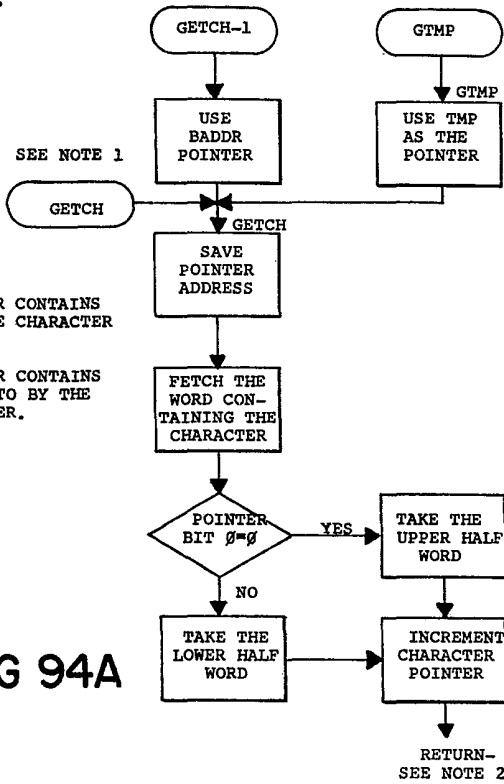 GETCH-1
GTMP
GTMP
USE
BADDR
POINTER
USE TMP
AS THE
POINTER
SEE NOTE 1
GETCH
GETCH
SAVE
POINTER
ADDRESS
R CONTAINS
E CHARACTER
R CONTAINS
TO BY THE
ER.
FETCH THE
WORD CON-
TAINING THE
CHARACTER
POINTER
BIT Ø=Ø
YES
TAKE THE
UPPER HALF
WORD
NO
TAKE THE
LOWER HALF
WORD
INCREMENT
CHARACTER
POINTER
G 94A
RETURN-
SEE NOTE 2